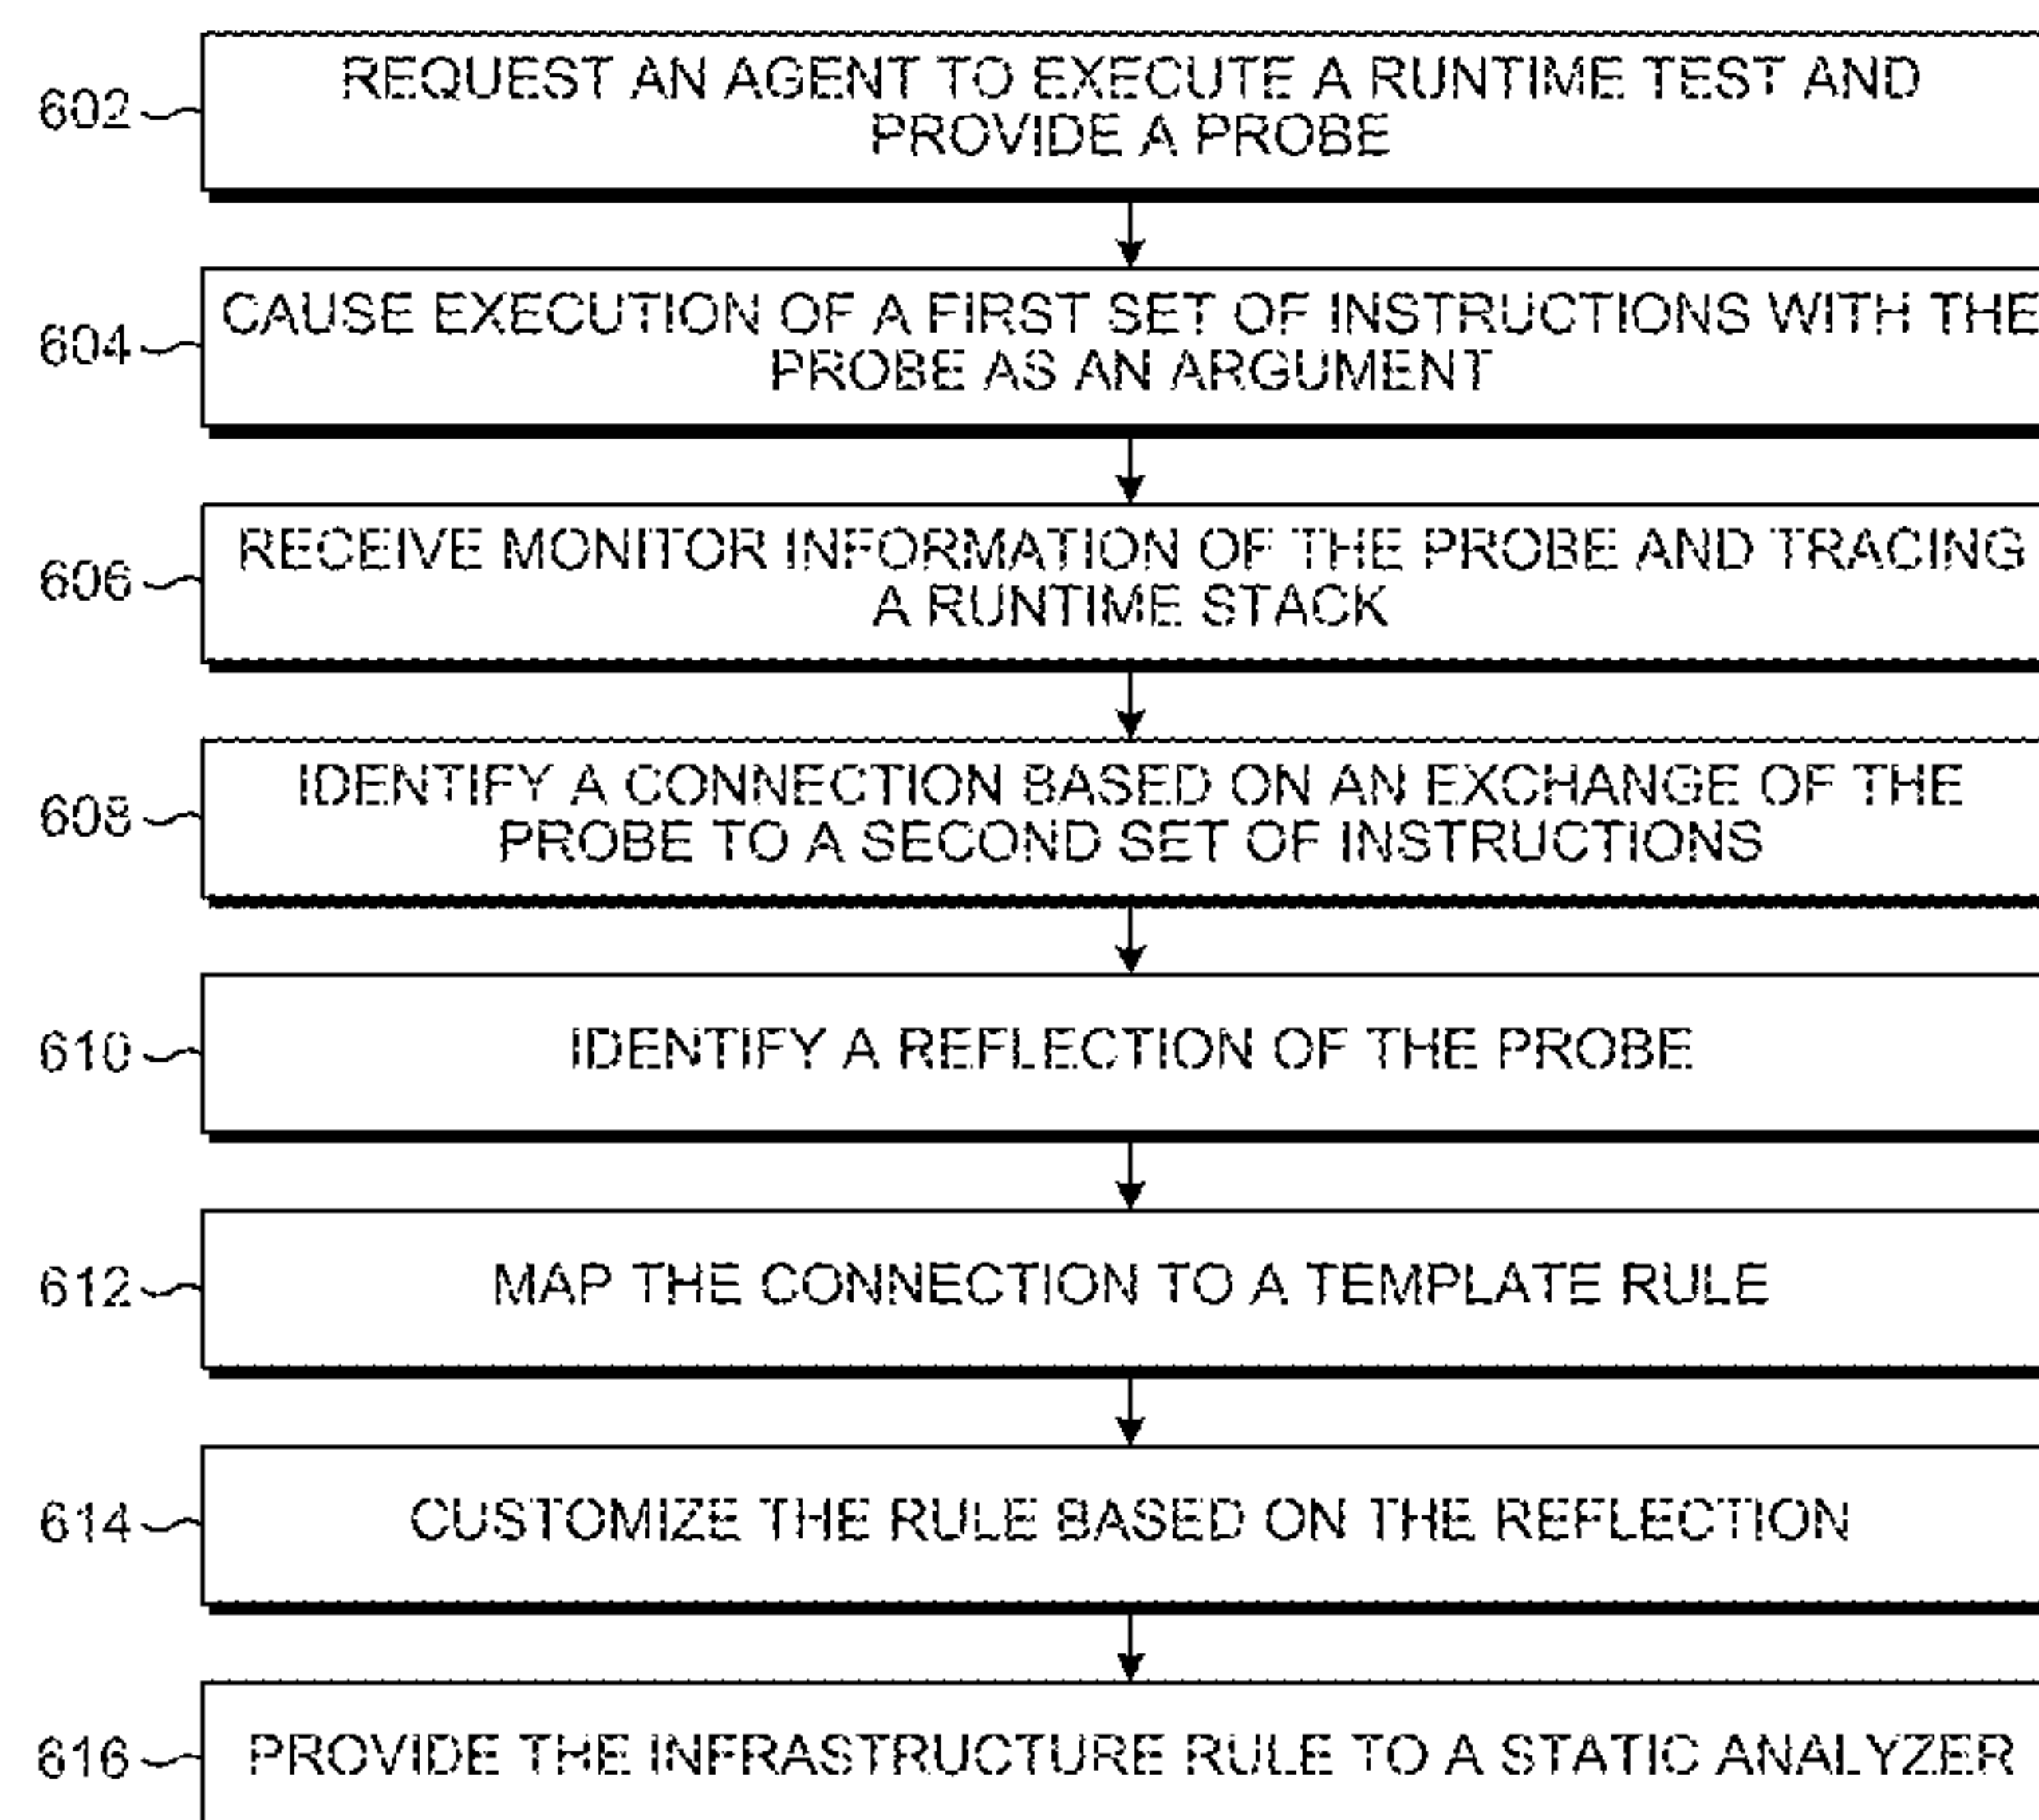 602
REQUEST AN AGENT TO EXECUTE A RUNTIME TEST AND
PROVIDE A PROBE
604
CAUSE EXECUTION OF A FIRST SET OF INSTRUCTIONS WITH THE
PROBE AS AN ARGUMENT
606
RECEIVE MONITOR INFORMATION OF THE PROBE AND TRACING
A RUNTIME STACK
608
IDENTIFY A CONNECTION BASED ON AN EXCHANGE OF THE
PROBE TO A SECOND SET OF INSTRUCTIONS
610
IDENTIFY A REFLECTION OF THE PROBE
612
MAP THE CONNECTION TO A TEMPLATE RULE
614
CUSTOMIZE THE RULE BASED ON THE REFLECTION
616
PROVIDE THE INFRASTRUCTURE RULE TO A STATIC ANALYZER